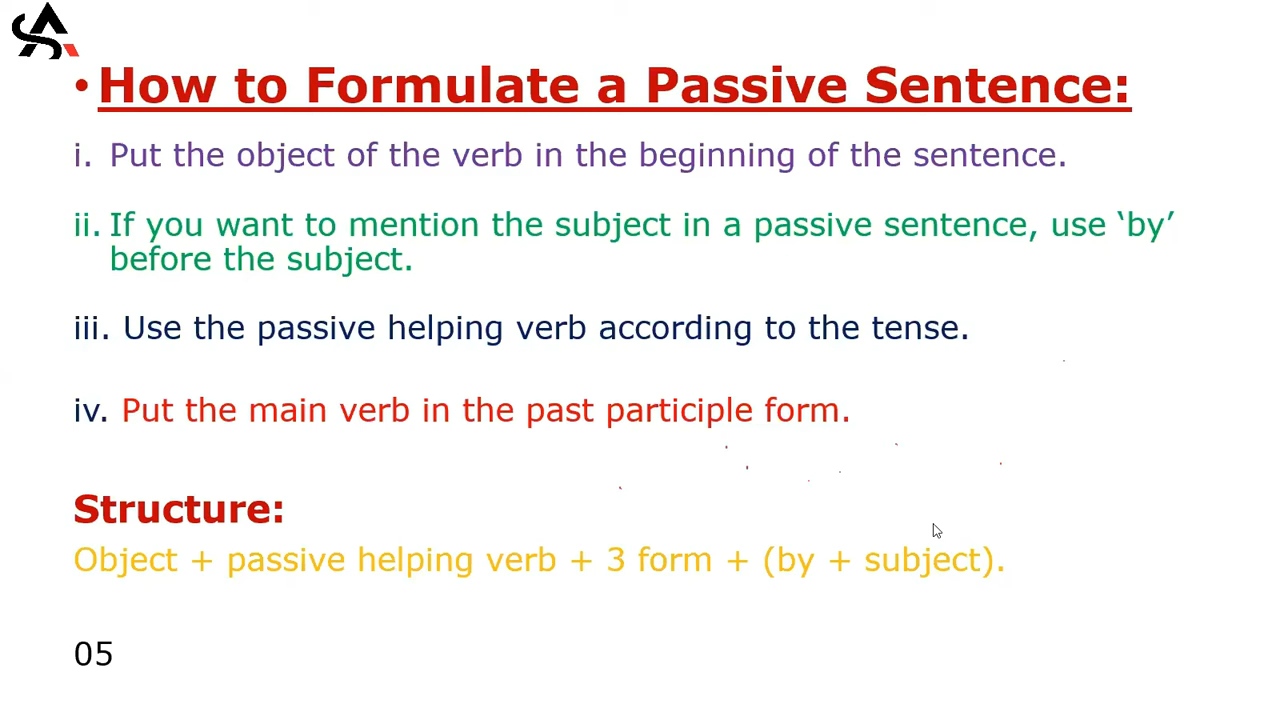 • How to Formulate a Passive Sentence:
i. Put the object of the verb in the beginning of the sentence.
ii. If you want to mention the subject in a passive sentence, use ‘by’
before the subject.
iii. Use the passive helping verb according to the tense.
iv. Put the main verb in the past participle form.
Structure:
Object + passive helping verb + 3 form + (by + subject).
05